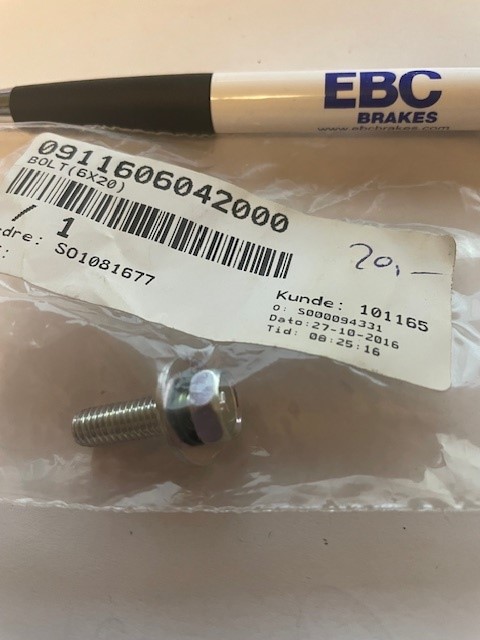 EBC
BRAKES
www.ebcbrakes.com
0911606042000
BOLT(6X20)
/ 1
dre: SO1081677
20,-
Kunde: 101165
O: S000094331
Dato:27-10-2016
Tid: 08:25:16